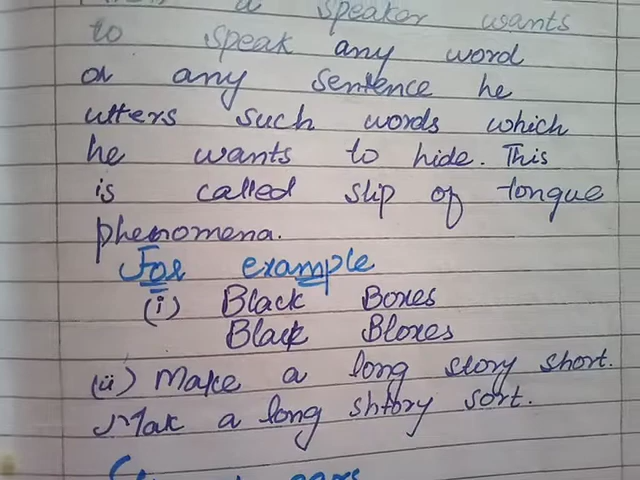 a speaker wants
to speak any word
or any sentence he
utters such words which
he wants to hide. This
is called slip of tongue
phenomena.
For example
(i) Black Boxes
Black Bloxes
(ii) Make a long story short.
Mak a long shtory sort.